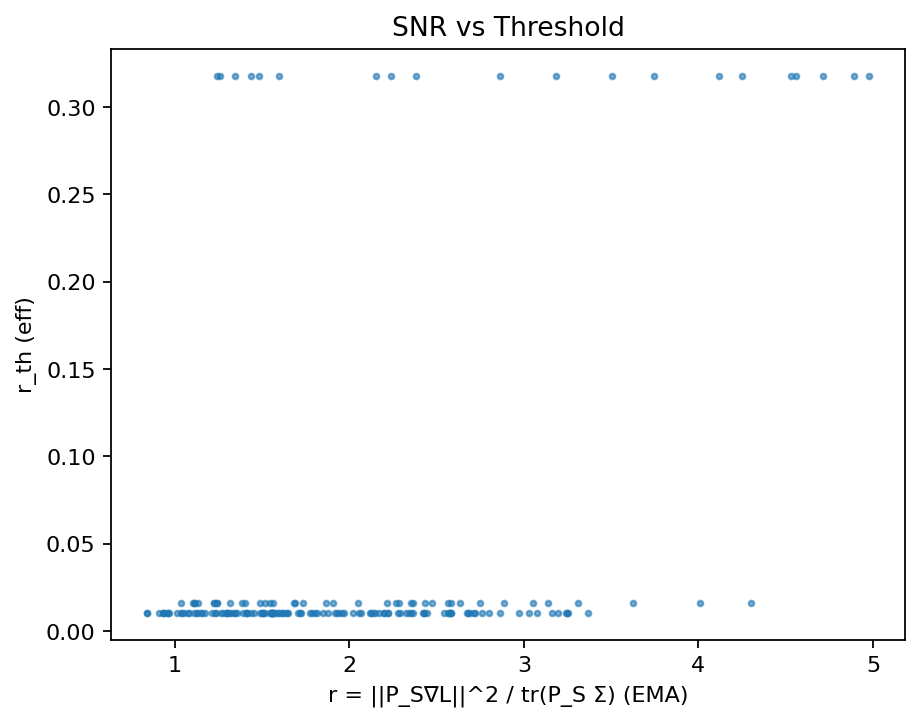 SNR vs Threshold
r_th (eff)
0.30
0.25
0.20
0.15
0.10
0.05
0.00
1 2 3 4 5
r = ||P_S∇L||^2 / tr(P_S Σ) (EMA)